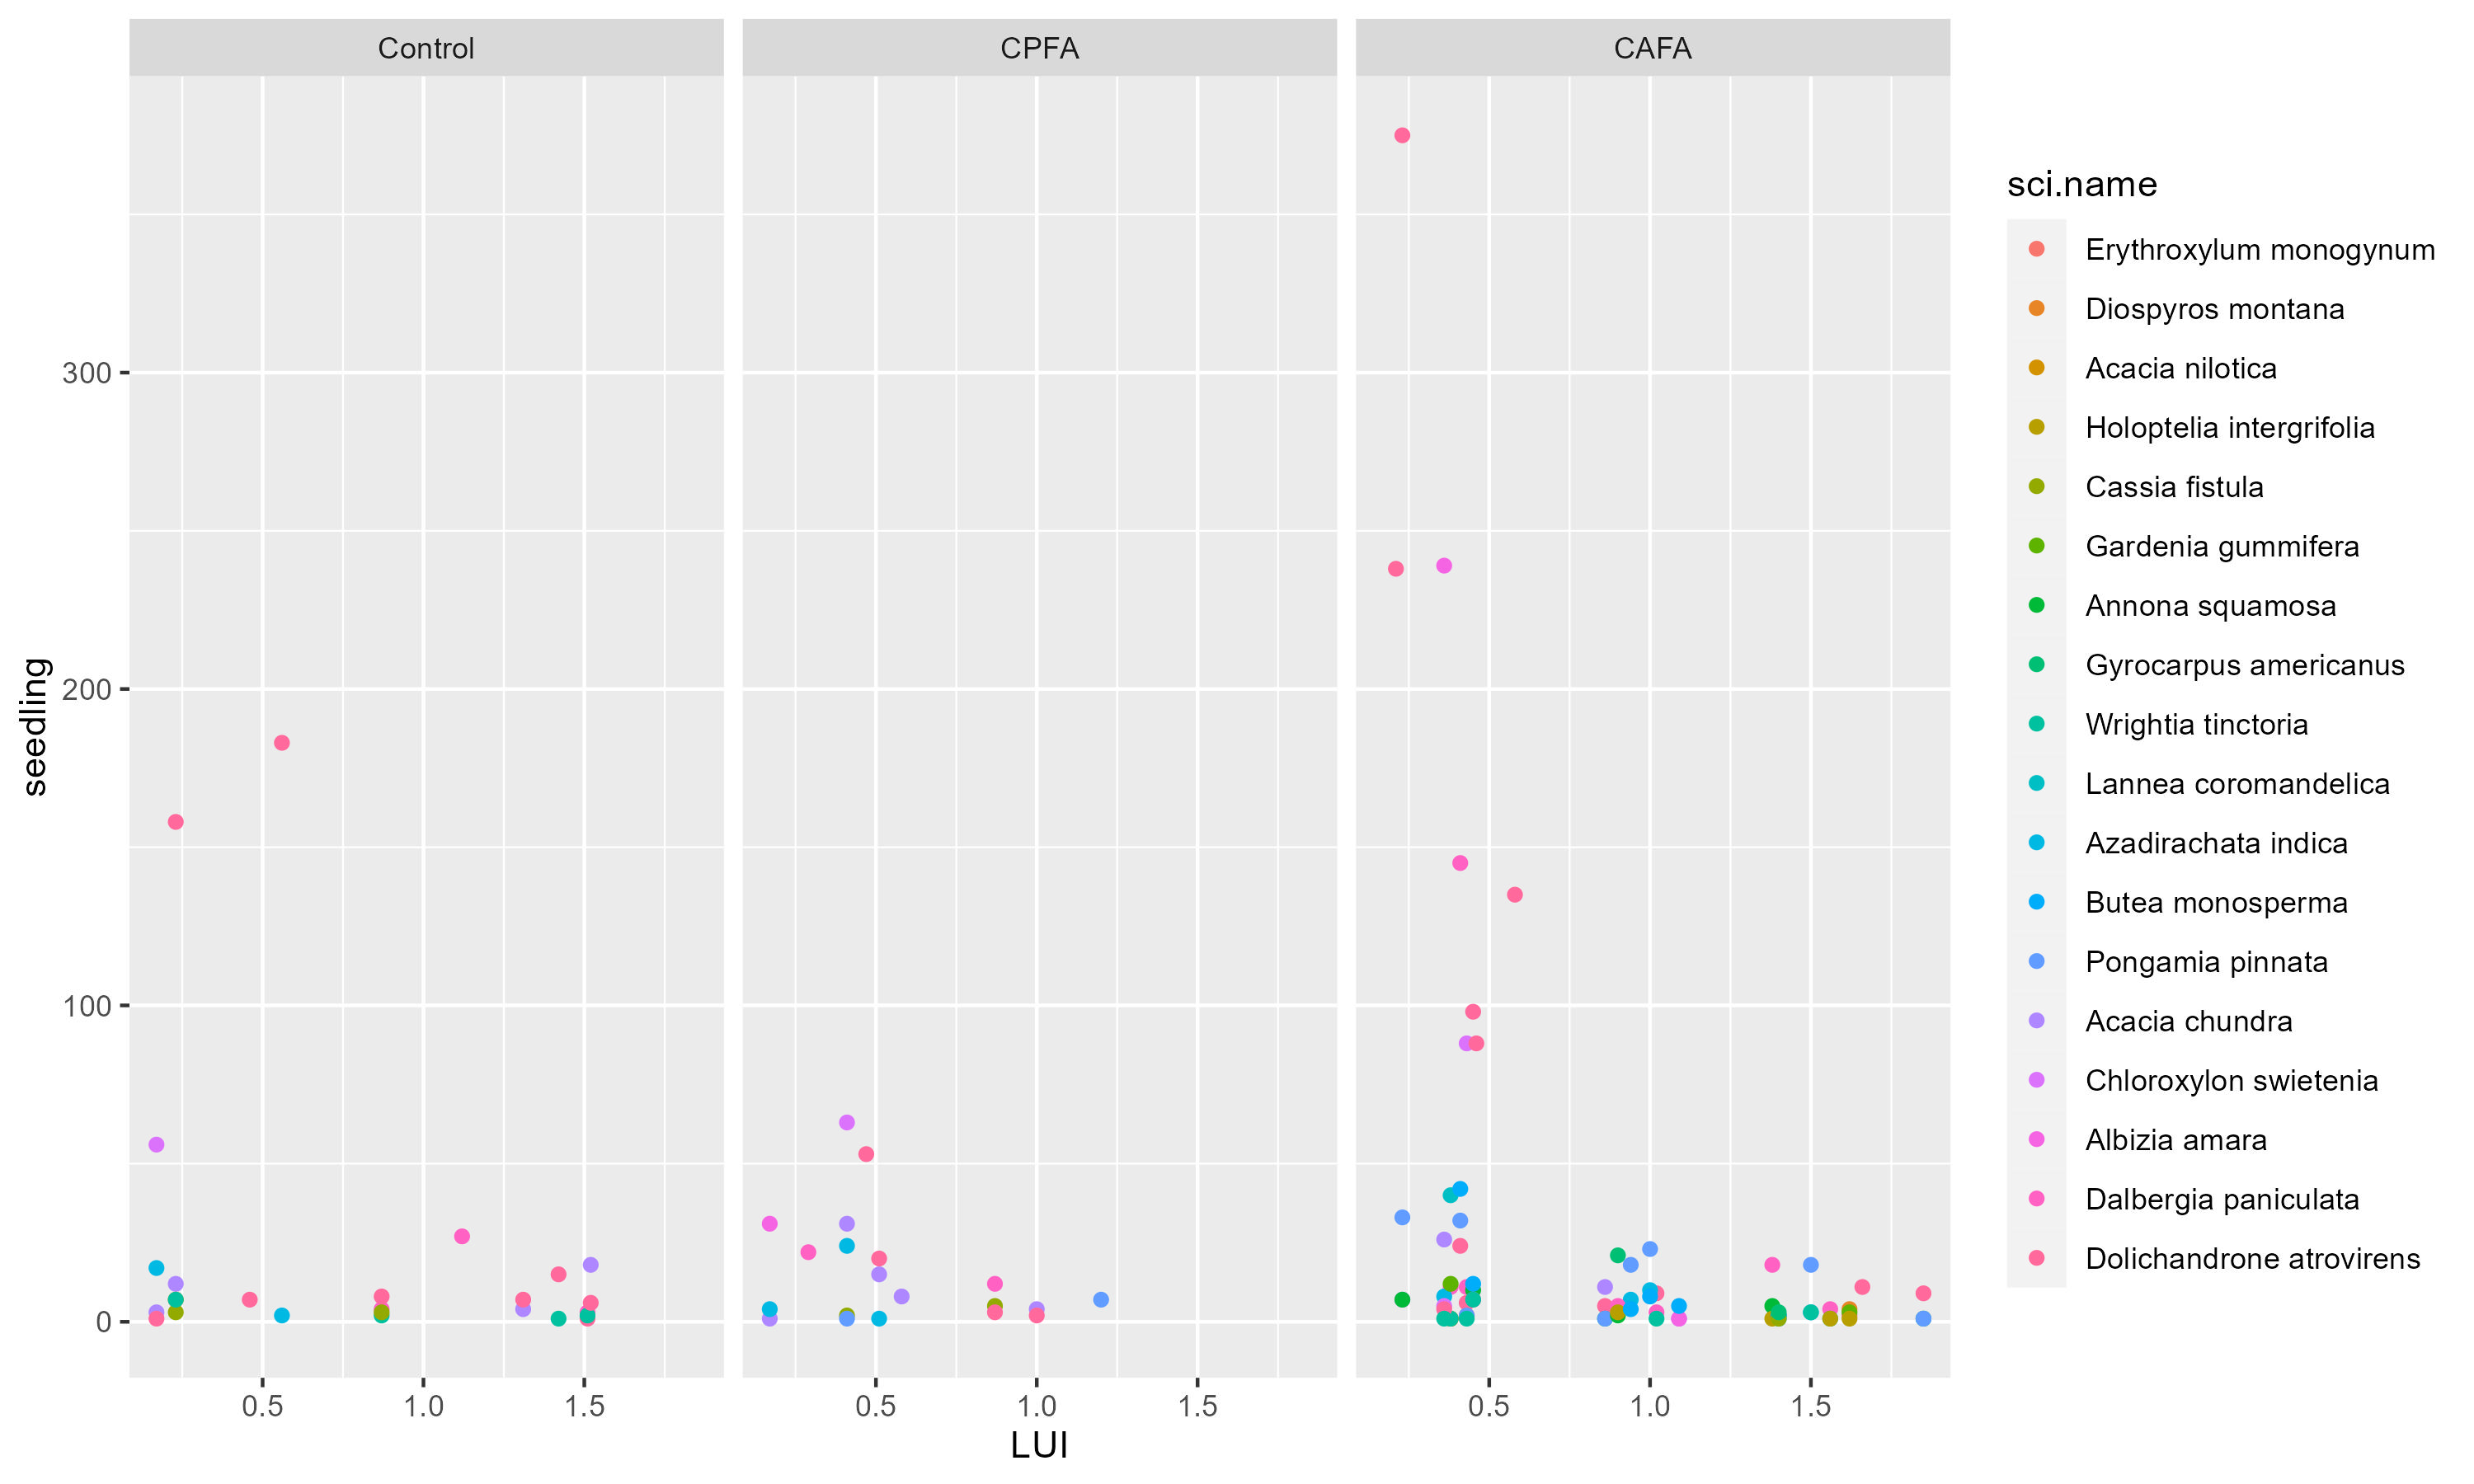 Control CPFA CAFA
300
200
100
0
seedling
0.5 1.0 1.5 0.5 1.0 1.5 0.5 1.0 1.5
LUI
sci.name
Erythroxylum monogynum
Diospyros montana
Acacia nilotica
Holoptelia intergrifolia
Cassia fistula
Gardenia gummifera
Annona squamosa
Gyrocarpus americanus
Wrightia tinctoria
Lannea coromandelica
Azadirachata indica
Butea monosperma
Pongamia pinnata
Acacia chundra
Chloroxylon swietenia
Albizia amara
Dalbergia paniculata
Dolichandrone atrovirens